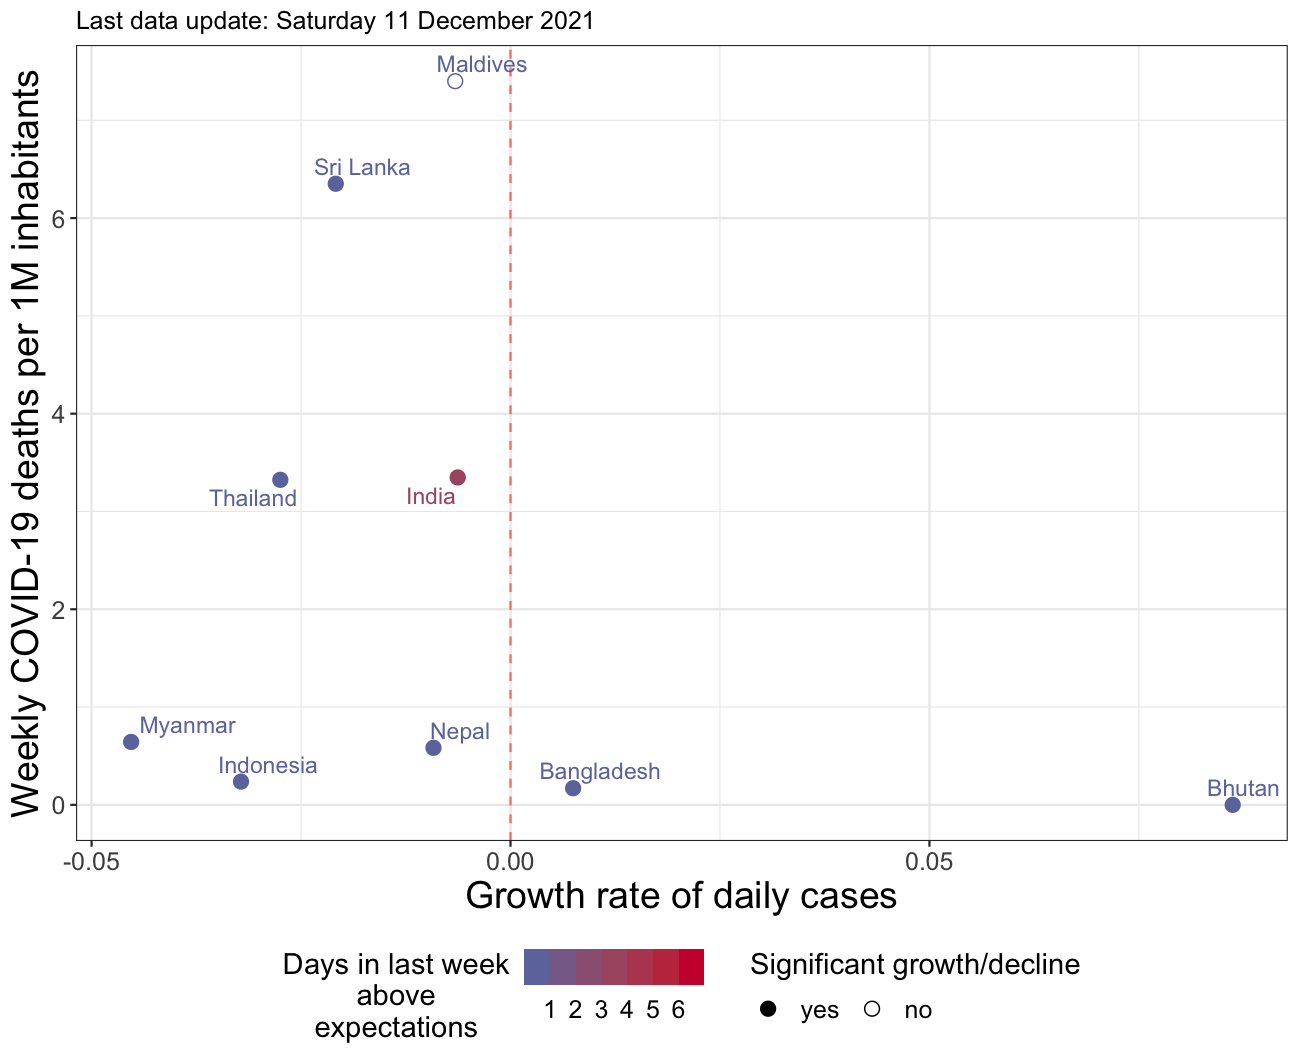 Last data update: Saturday 11 December 2021
Weekly COVID-19 deaths per 1M inhabitants
Maldives
Sri Lanka
6
4
Thailand
India
2
Myanmar
Nepal
Indonesia
Bangladesh
Bhutan
0
-0.05 0.00 0.05
Growth rate of daily cases
Days in last week
above
expectations
1 2 3 4 5 6
Significant growth/decline
yes no